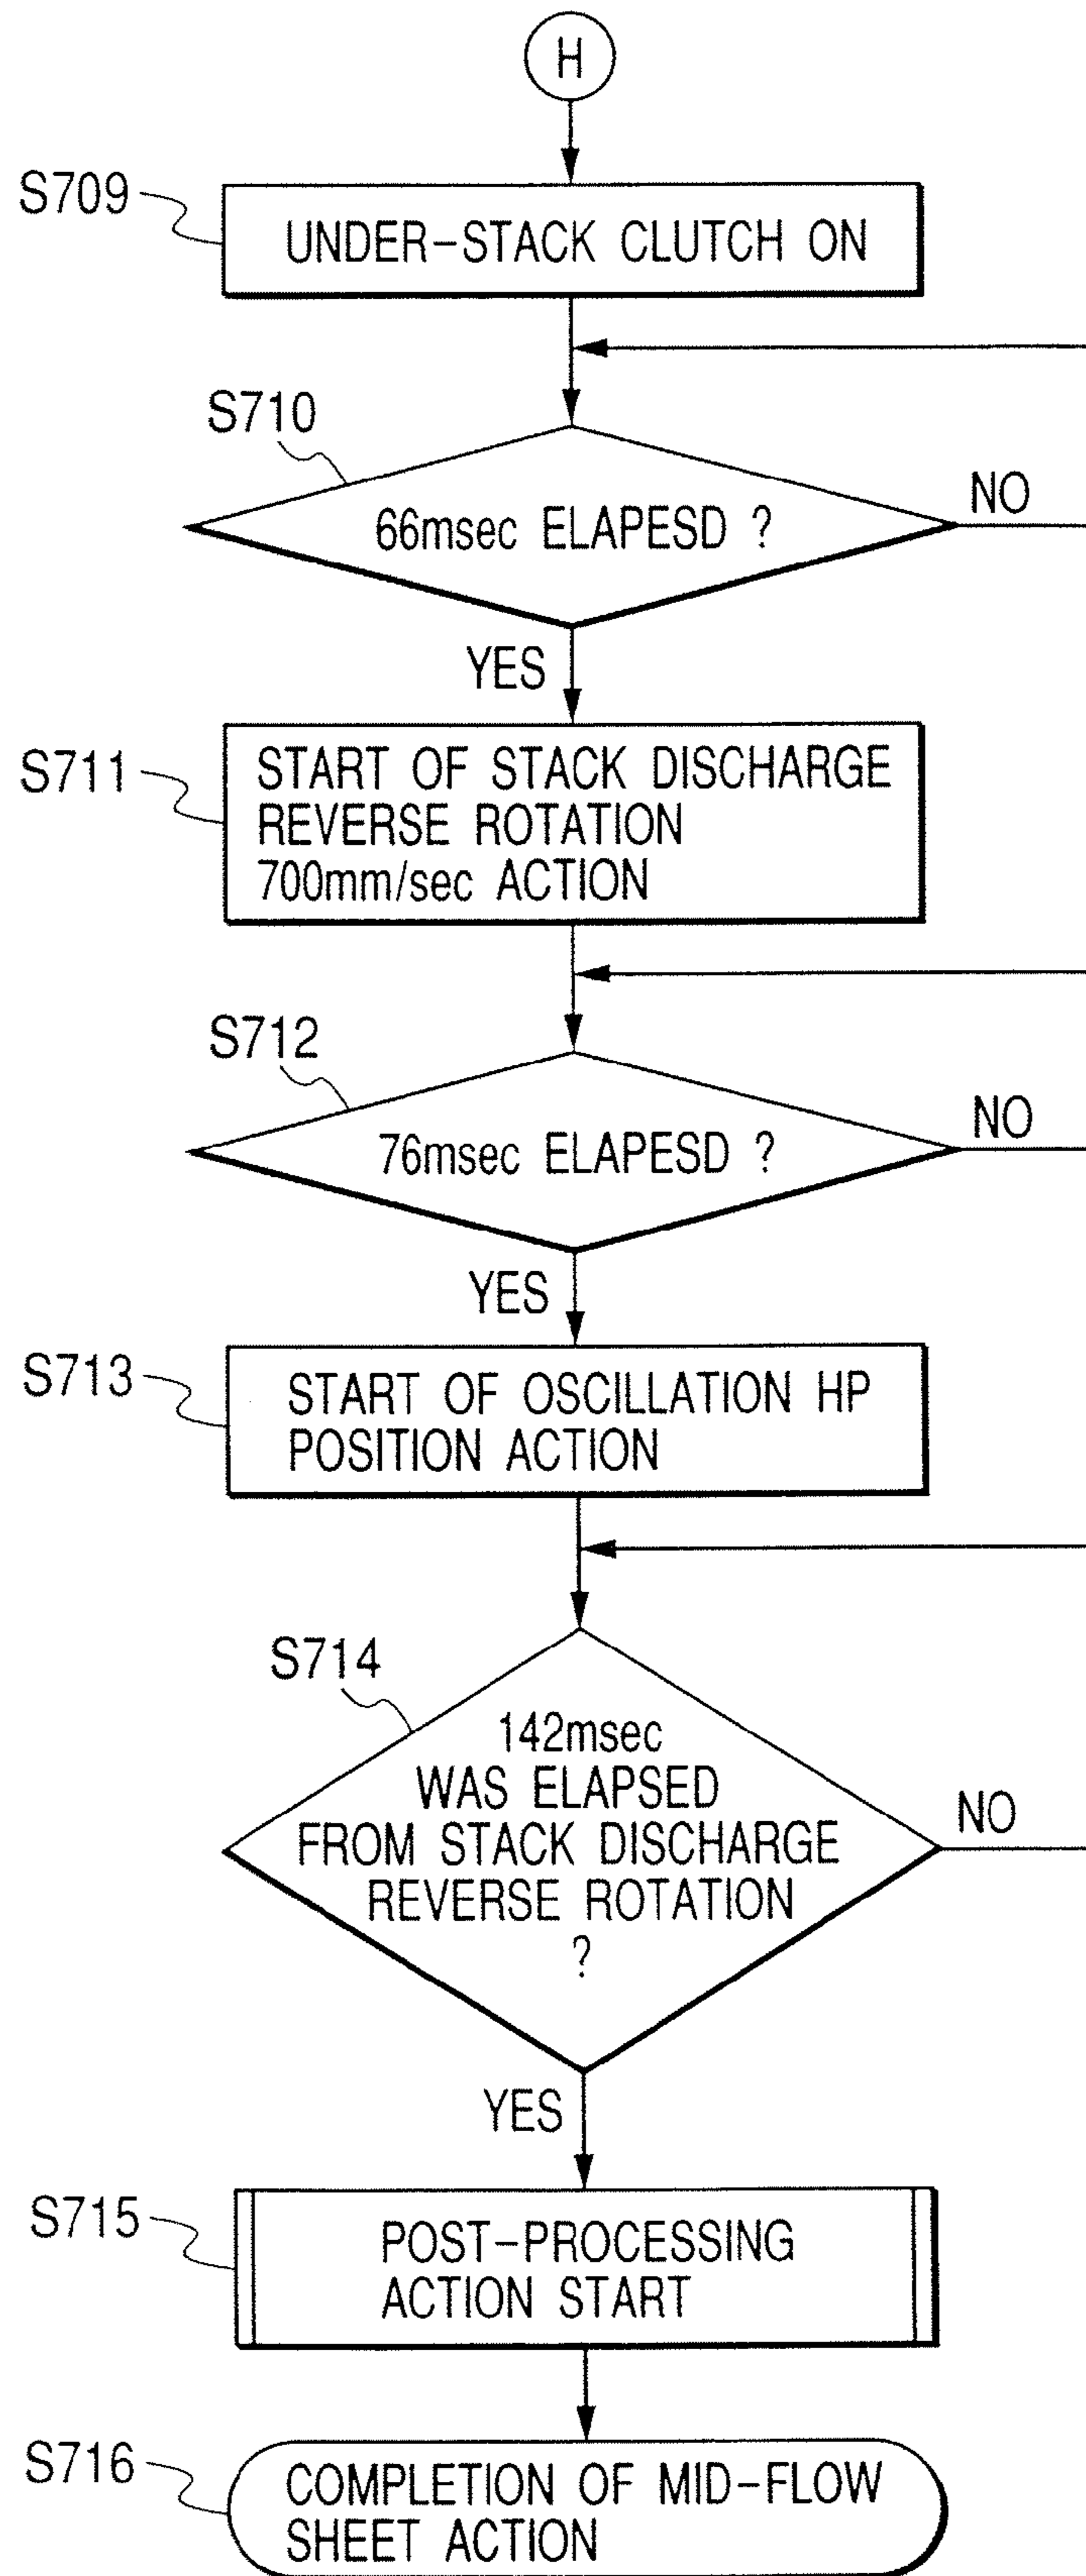 H
S709
UNDER-STACK CLUTCH ON
S710
66msec ELAPESD ?
NO
YES
S711
START OF STACK DISCHARGE
REVERSE ROTATION
700mm/sec ACTION
S712
76msec ELAPESD ?
NO
YES
S713
START OF OSCILLATION HP
POSITION ACTION
S714
142msec
WAS ELAPSED
FROM STACK DISCHARGE
REVERSE ROTATION
?
NO
YES
S715
POST-PROCESSING
ACTION START
S716
COMPLETION OF MID-FLOW
SHEET ACTION